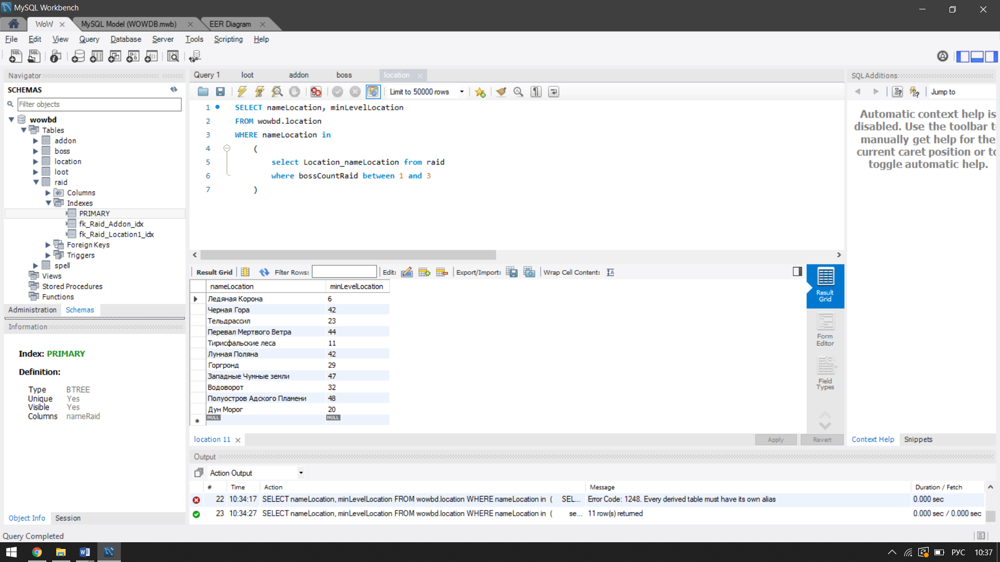 MySQL Workbench
WoW
MySQL Model (WOWDB.mwb)
EER Diagram
File Edit View Query Database Server Tools Scripting Help
Navigator
SCHEMAS
Filter objects
wowbd
Tables
addon
boss
location
loot
raid
Columns
Indexes
PRIMARY
fk_Raid_Addon_idx
fk_Raid_Location1_idx
Foreign Keys
Triggers
spell
Views
Stored Procedures
Functions
Administration Schemas
Information
Index: PRIMARY
Definition:
Type BTREE
Unique Yes
Visible Yes
Columns nameRaid
Object Info Session
Query 1 loot addon boss location
Limit to 50000 rows
1 SELECT nameLocation, minLevelLocation
2 FROM wowbd.location
3 WHERE nameLocation in
4 (
5 select Location_nameLocation from raid
6 where bossCountRaid between 1 and 3
7 )
Result Grid Filter Rows: Edit: Export/Import: Wrap Cell Content:
nameLocation minLevelLocation
Ледяная Корона 6
Черная Гора 42
Тельдрассил 23
Перевал Мертвого Ветра 44
Тирисфальские леса 11
Лунная Поляна 42
Горгронд 29
Западные Чумные земли 47
Водоворот 32
Полуостров Адского Пламени 48
Дун Морог 20
NULL NULL
Result
Grid
Form
Editor
Field
Types
location 11
Apply Revert
SQLAdditions
Jump to
Automatic context help is
disabled. Use the toolbar t
manually get help for the
current caret position or to
toggle automatic help.
Context Help Snippets
Output
Action Output
# Time Action Message Duration / Fetch
22 10:34:17 SELECT nameLocation, minLevelLocation FROM wowbd.location WHERE nameLocation in ( SEL... Error Code: 1248. Every derived table must have its own alias 0.000 sec
23 10:34:27 SELECT nameLocation, minLevelLocation FROM wowbd.location WHERE nameLocation in ( se... 11 row(s) returned 0.000 sec / 0.000 sec
Query Completed
РУС 10:37